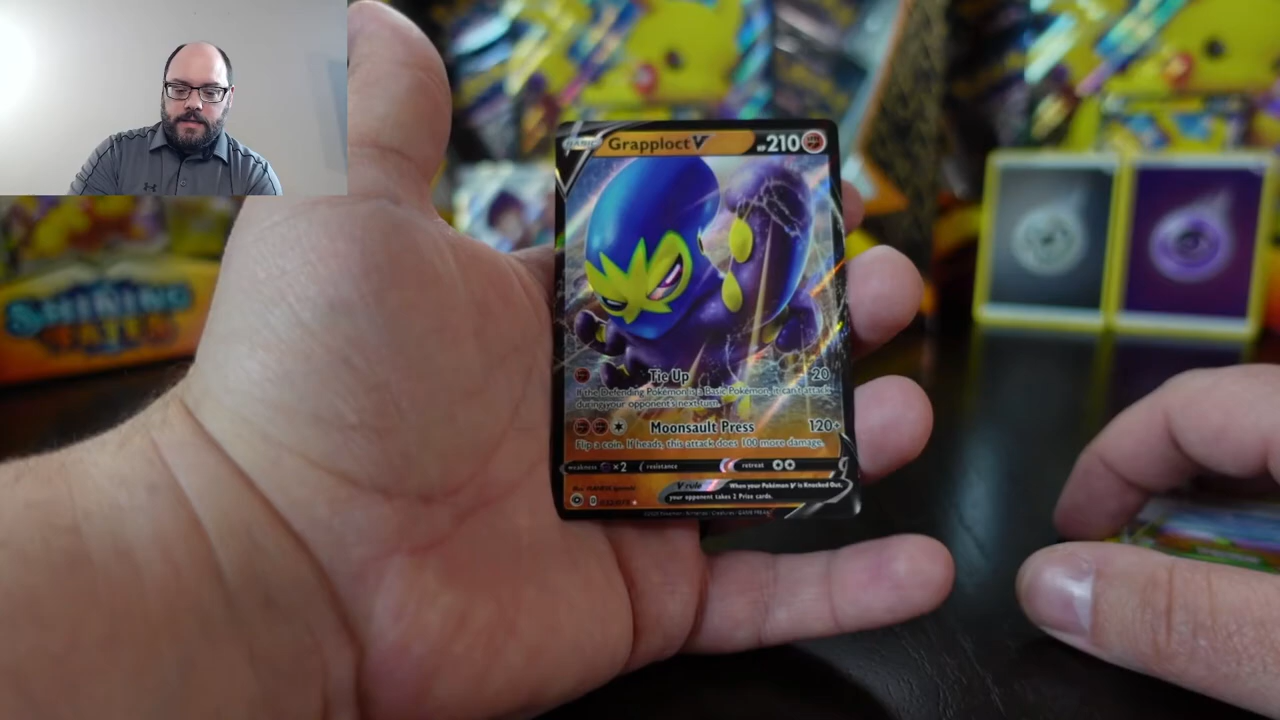 BASIC Grapploct V HP 210
Tie Up 20
If the Defending Pokémon is a Basic Pokémon, it can't attack
during your opponent's next turn.
Moonsault Press 120+
Flip a coin. If heads, this attack does 100 more damage.
weakness ×2 resistance retreat
V rule When your Pokémon V is Knocked Out,
your opponent takes 2 Prize cards.
SHINING
FATES